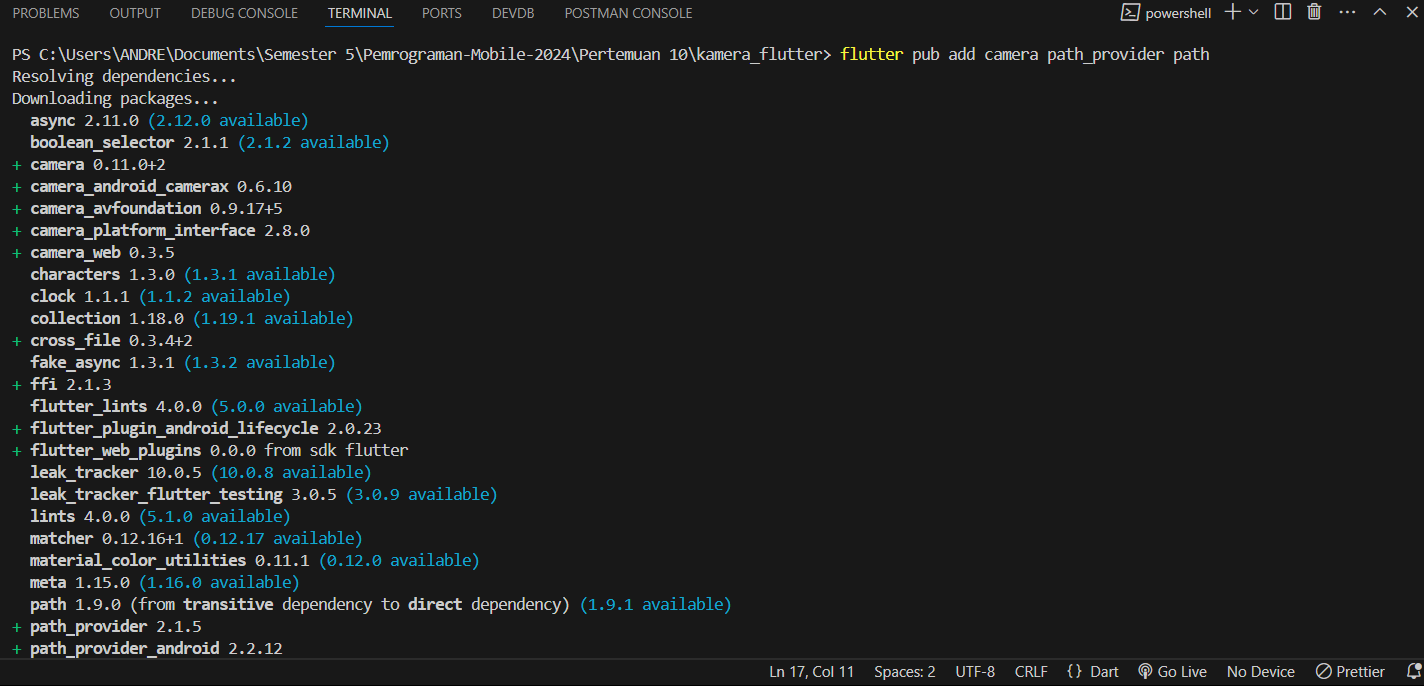 PROBLEMS OUTPUT DEBUG CONSOLE TERMINAL PORTS DEVDB POSTMAN CONSOLE powershell
PS C:\Users\ANDRE\Documents\Semester 5\Pemrograman-Mobile-2024\Pertemuan 10\kamera_flutter> flutter pub add camera path_provider path
Resolving dependencies...
Downloading packages...
async 2.11.0 (2.12.0 available)
boolean_selector 2.1.1 (2.1.2 available)
+ camera 0.11.0+2
+ camera_android_camerax 0.6.10
+ camera_avfoundation 0.9.17+5
+ camera_platform_interface 2.8.0
+ camera_web 0.3.5
characters 1.3.0 (1.3.1 available)
clock 1.1.1 (1.1.2 available)
collection 1.18.0 (1.19.1 available)
+ cross_file 0.3.4+2
fake_async 1.3.1 (1.3.2 available)
+ ffi 2.1.3
flutter_lints 4.0.0 (5.0.0 available)
+ flutter_plugin_android_lifecycle 2.0.23
+ flutter_web_plugins 0.0.0 from sdk flutter
leak_tracker 10.0.5 (10.0.8 available)
leak_tracker_flutter_testing 3.0.5 (3.0.9 available)
lints 4.0.0 (5.1.0 available)
matcher 0.12.16+1 (0.12.17 available)
material_color_utilities 0.11.1 (0.12.0 available)
meta 1.15.0 (1.16.0 available)
path 1.9.0 (from transitive dependency to direct dependency) (1.9.1 available)
+ path_provider 2.1.5
+ path_provider_android 2.2.12
Ln 17, Col 11 Spaces: 2 UTF-8 CRLF {} Dart Go Live No Device Prettier